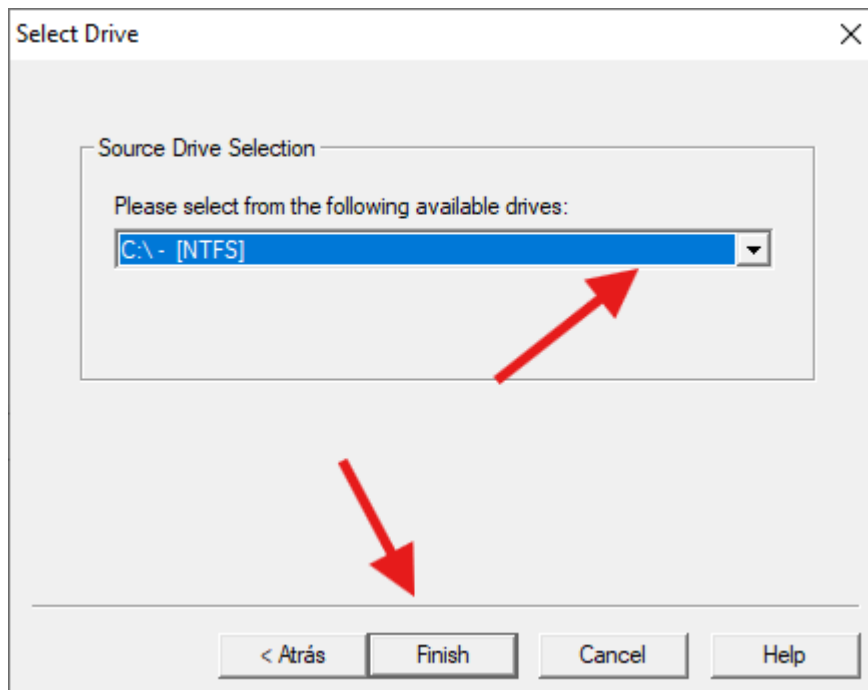 Select Drive
Source Drive Selection
Please select from the following available drives:
C:\ - [NTFS]
< Atrás Finish Cancel Help